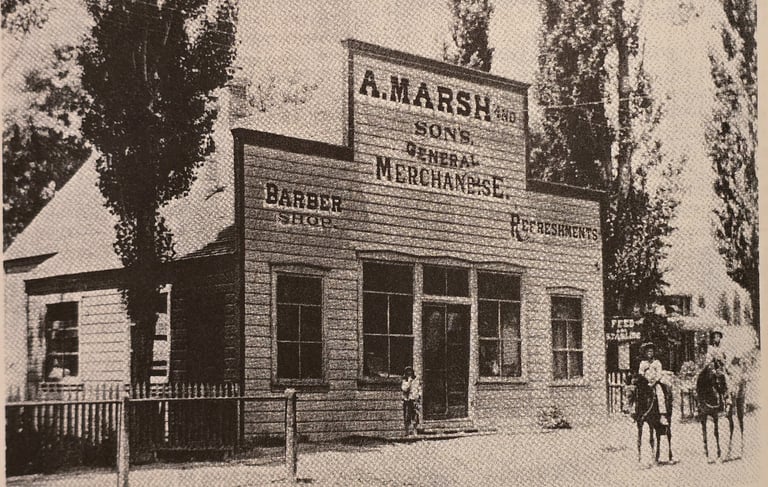 A. MARSH AND
SONS.
GENERAL
MERCHANDISE.
BARBER
SHOP.
REFRESHMENTS
FEED